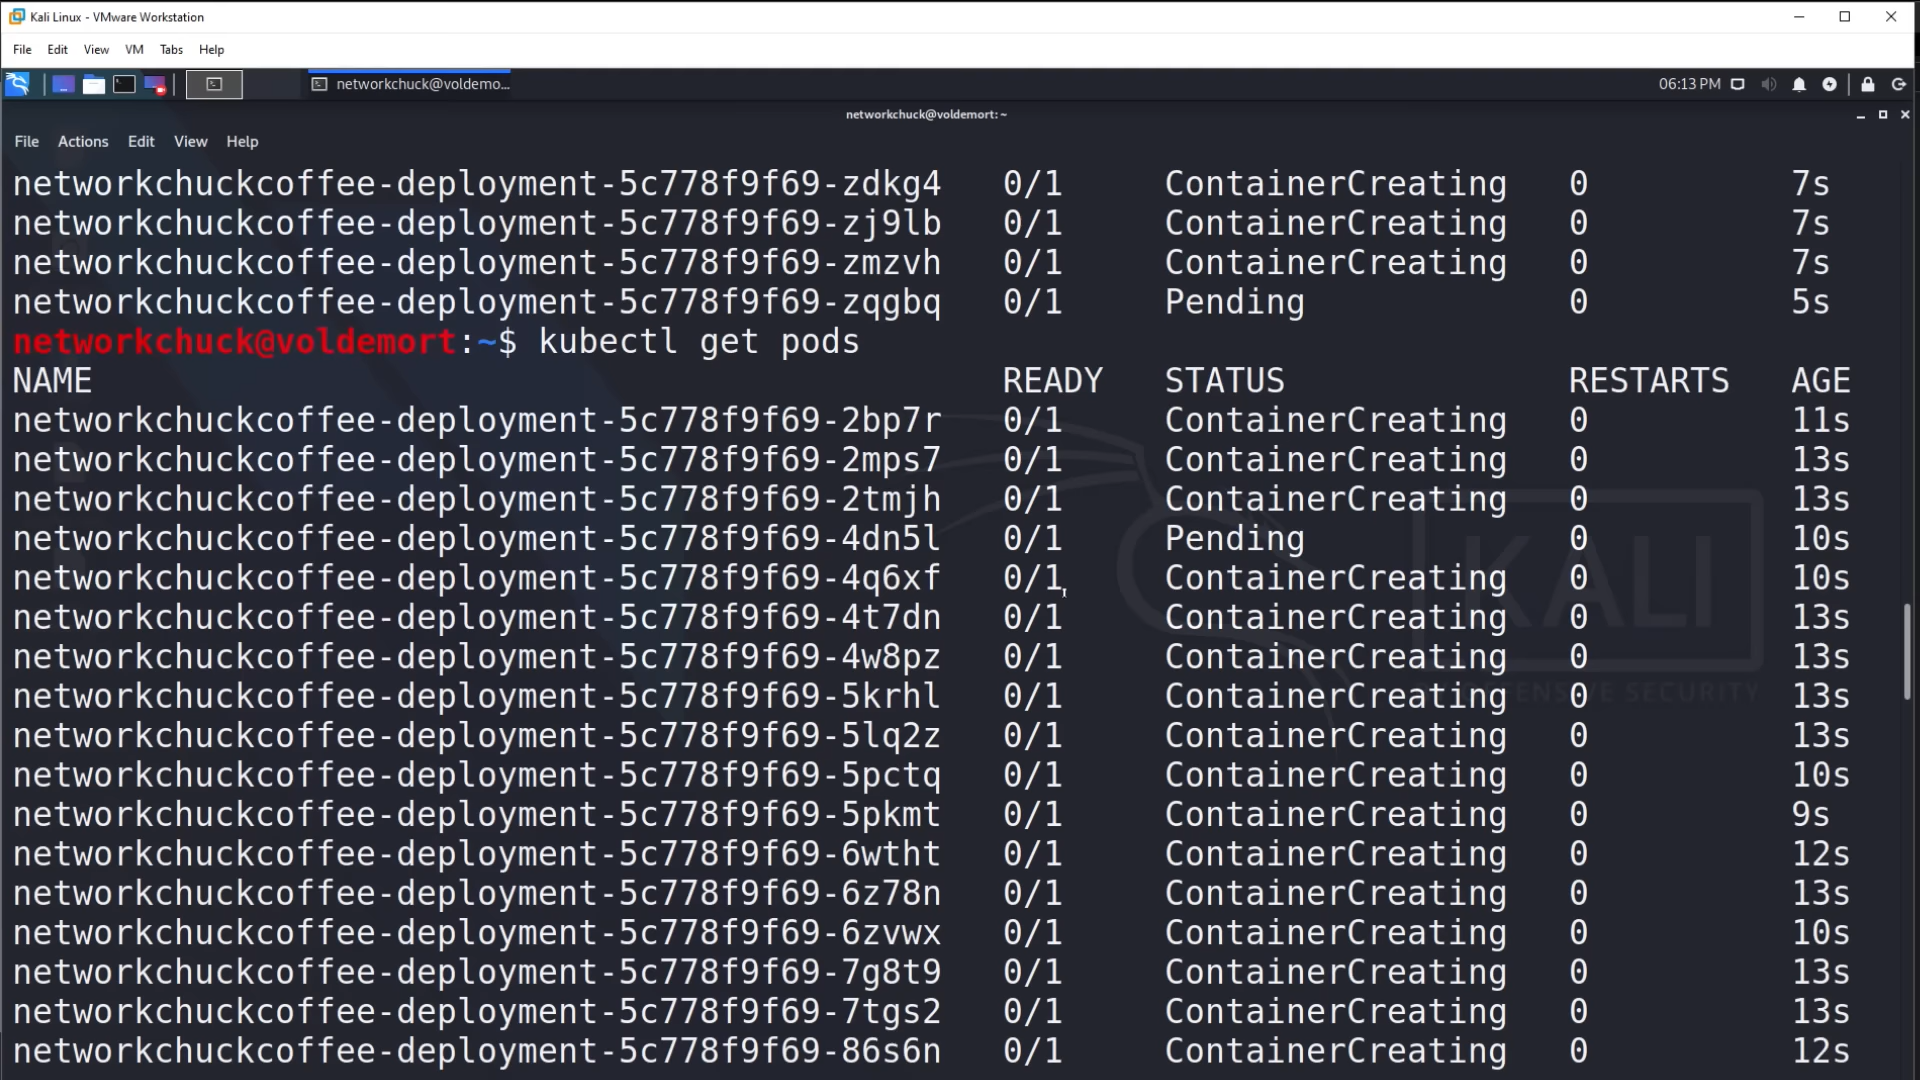 Kali Linux - VMware Workstation
File Edit View VM Tabs Help
networkchuck@voldemo... 06:13 PM
networkchuck@voldemort: ~
File Actions Edit View Help
networkchuckcoffee-deployment-5c778f9f69-zdkg4 0/1 ContainerCreating 0 7s
networkchuckcoffee-deployment-5c778f9f69-zj9lb 0/1 ContainerCreating 0 7s
networkchuckcoffee-deployment-5c778f9f69-zmzvh 0/1 ContainerCreating 0 7s
networkchuckcoffee-deployment-5c778f9f69-zqgbq 0/1 Pending 0 5s
networkchuck@voldemort:~$ kubectl get pods
NAME READY STATUS RESTARTS AGE
networkchuckcoffee-deployment-5c778f9f69-2bp7r 0/1 ContainerCreating 0 11s
networkchuckcoffee-deployment-5c778f9f69-2mps7 0/1 ContainerCreating 0 13s
networkchuckcoffee-deployment-5c778f9f69-2tmjh 0/1 ContainerCreating 0 13s
networkchuckcoffee-deployment-5c778f9f69-4dn5l 0/1 Pending 0 10s
networkchuckcoffee-deployment-5c778f9f69-4q6xf 0/1 ContainerCreating 0 10s
networkchuckcoffee-deployment-5c778f9f69-4t7dn 0/1 ContainerCreating 0 13s
KALI
networkchuckcoffee-deployment-5c778f9f69-4w8pz 0/1 ContainerCreating 0 13s
networkchuckcoffee-deployment-5c778f9f69-5krhl 0/1 ContainerCreating 0 13s
SECURITY
networkchuckcoffee-deployment-5c778f9f69-5lq2z 0/1 ContainerCreating 0 13s
networkchuckcoffee-deployment-5c778f9f69-5pctq 0/1 ContainerCreating 0 10s
networkchuckcoffee-deployment-5c778f9f69-5pkmt 0/1 ContainerCreating 0 9s
networkchuckcoffee-deployment-5c778f9f69-6wtht 0/1 ContainerCreating 0 12s
networkchuckcoffee-deployment-5c778f9f69-6z78n 0/1 ContainerCreating 0 13s
networkchuckcoffee-deployment-5c778f9f69-6zvwx 0/1 ContainerCreating 0 10s
networkchuckcoffee-deployment-5c778f9f69-7g8t9 0/1 ContainerCreating 0 13s
networkchuckcoffee-deployment-5c778f9f69-7tgs2 0/1 ContainerCreating 0 13s
networkchuckcoffee-deployment-5c778f9f69-86s6n 0/1 ContainerCreating 0 12s